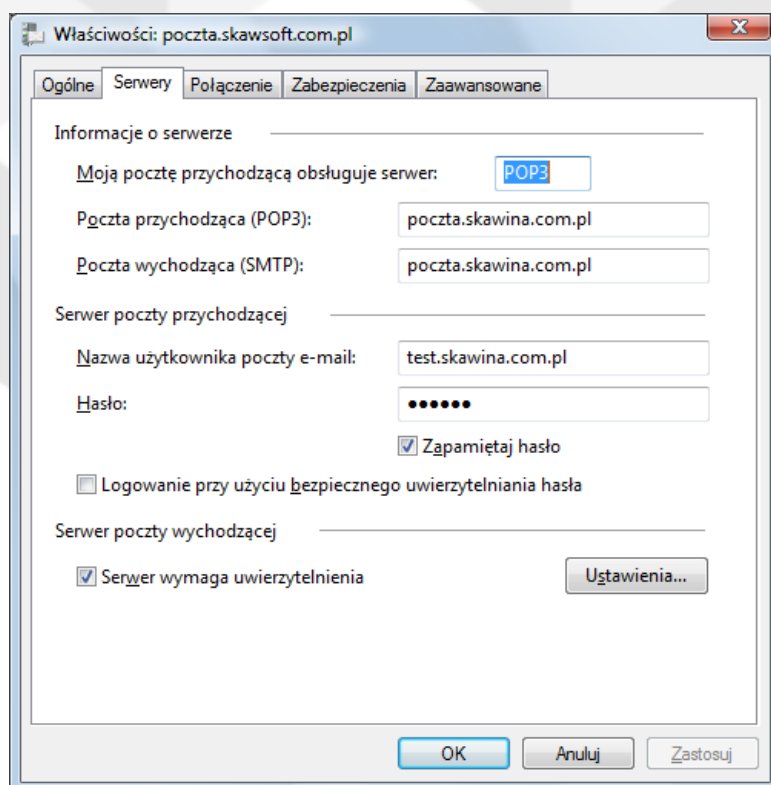 Właściwości: poczta.skawsoft.com.pl
Ogólne Serwery Połączenie Zabezpieczenia Zaawansowane
Informacje o serwerze
Moją pocztę przychodzącą obsługuje serwer: POP3
Poczta przychodząca (POP3): poczta.skawina.com.pl
Poczta wychodząca (SMTP): poczta.skawina.com.pl
Serwer poczty przychodzącej
Nazwa użytkownika poczty e-mail: test.skawina.com.pl
Hasło: ●●●●●●
Zapamiętaj hasło
Logowanie przy użyciu bezpiecznego uwierzytelniania hasła
Serwer poczty wychodzącej
Serwer wymaga uwierzytelnienia Ustawienia...
OK Anuluj Zastosuj